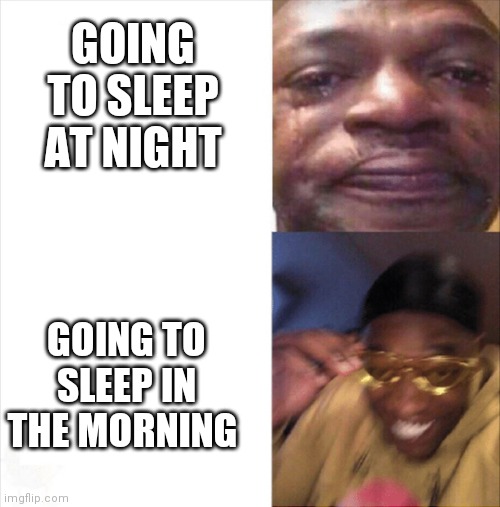 GOING
TO SLEEP
AT NIGHT
GOING TO
SLEEP IN
THE MORNING
imgflip.com